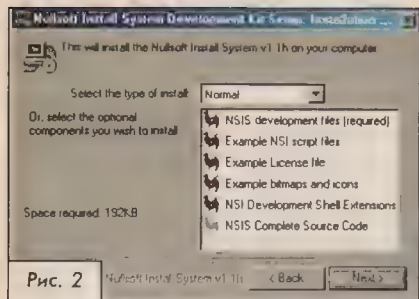 Nullsoft Install System Development Kit Setup: Installation ...
This will install the Nullsoft Install System v1.1h on your computer
Select the type of install:
Normal
Or, select the optional
components you wish to install:
NSIS development files (required)
Example NSI script files
Example License file
Example bitmaps and icons
NSI Development Shell Extensions
NSIS Complete Source Code
Space required: 192KB
Рис. 2
Nullsoft Install System v1.1h
< Back
Next >